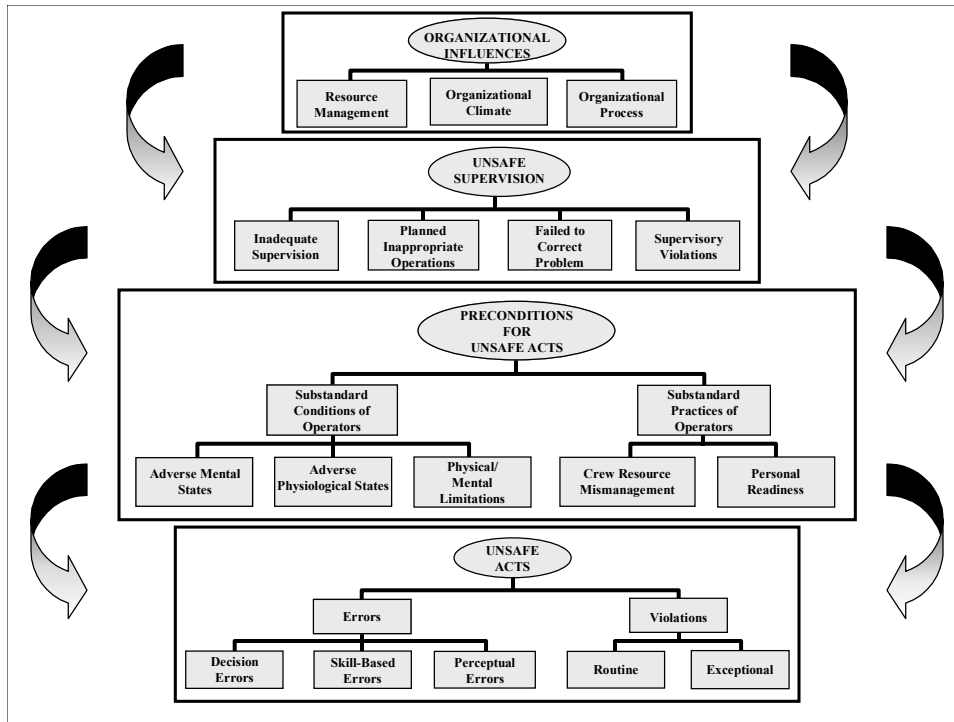 ORGANIZATIONAL
INFLUENCES
Resource
Management
Organizational
Climate
Organizational
Process
UNSAFE
SUPERVISION
Inadequate
Supervision
Planned
Inappropriate
Operations
Failed to
Correct
Problem
Supervisory
Violations
PRECONDITIONS
FOR
UNSAFE ACTS
Substandard
Conditions of
Operators
Substandard
Practices of
Operators
Adverse Mental
States
Adverse
Physiological States
Physical/
Mental
Limitations
Crew Resource
Mismanagement
Personal
Readiness
UNSAFE
ACTS
Errors
Violations
Decision
Errors
Skill-Based
Errors
Perceptual
Errors
Routine
Exceptional